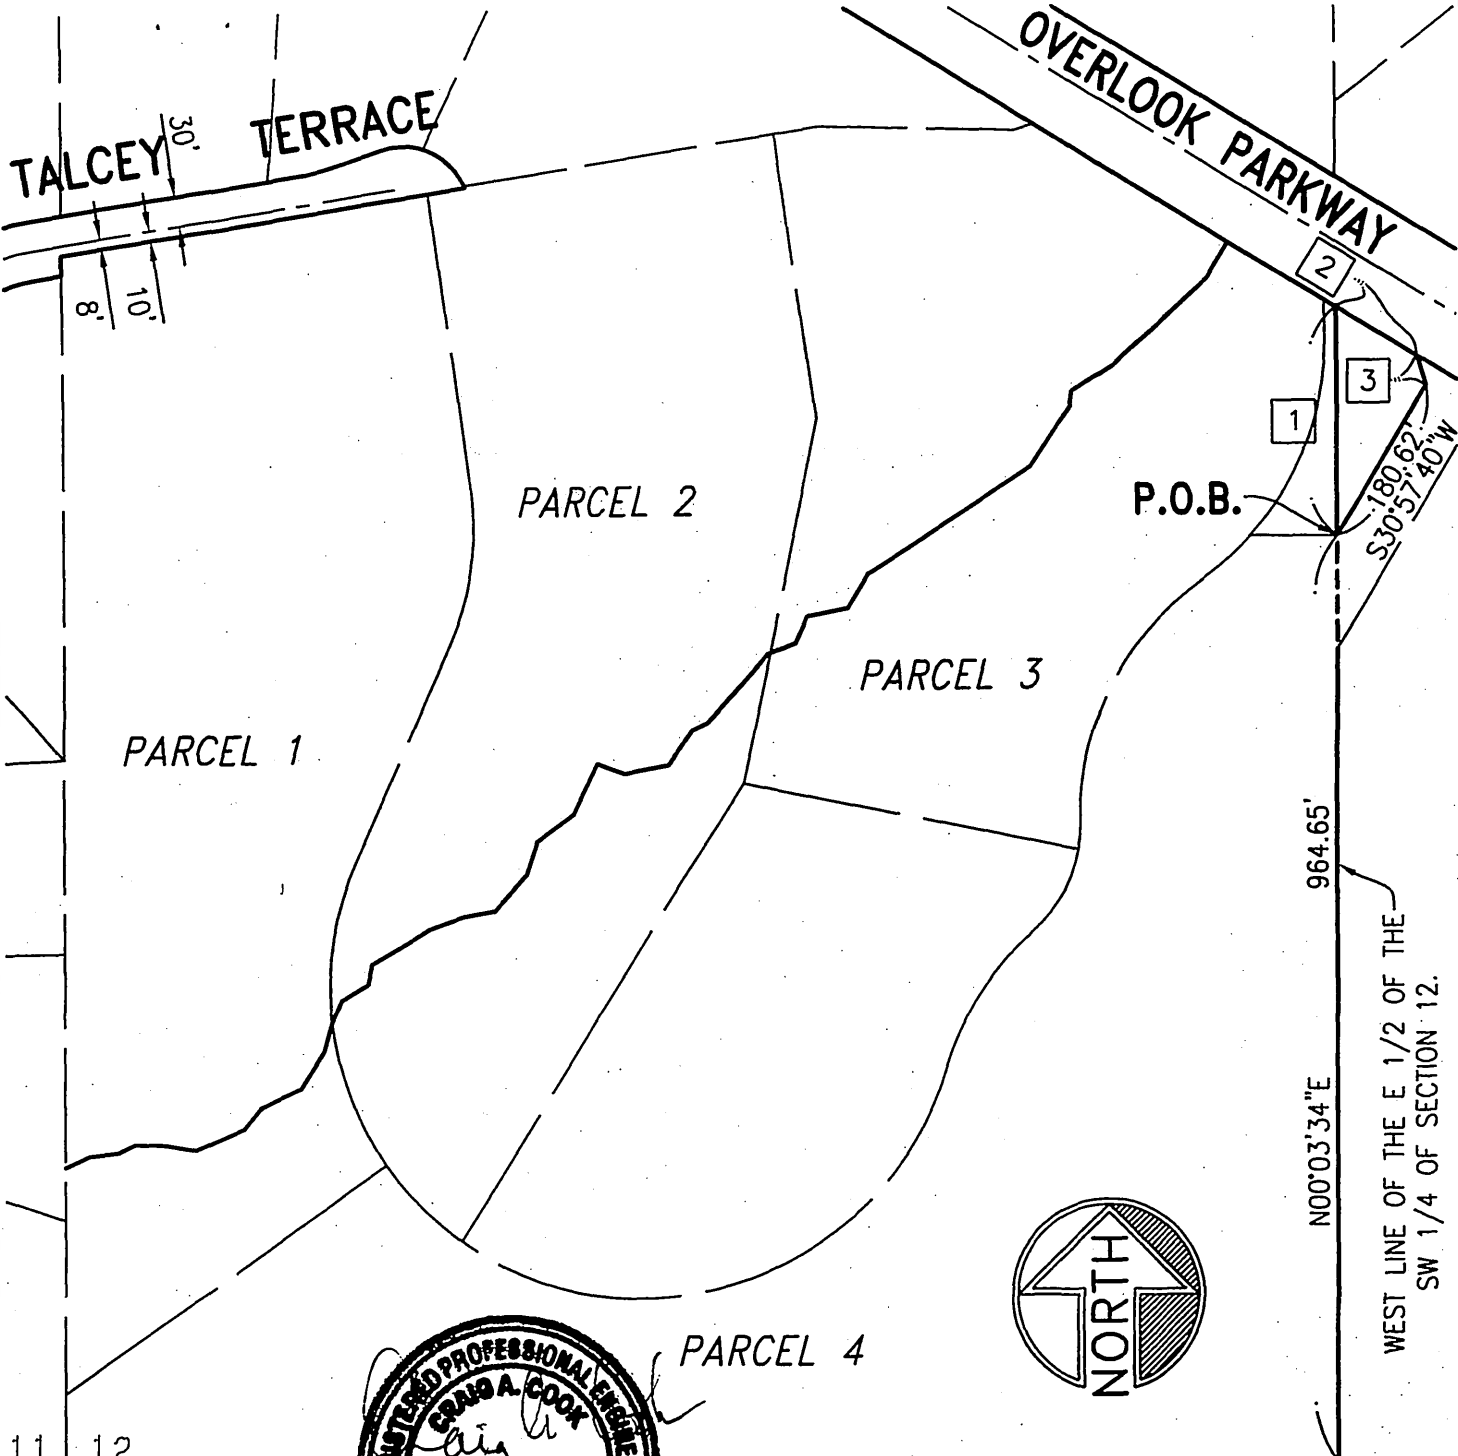 OVERLOOK PARKWAY
TALCEY TERRACE
30'
8'
10'
2
3
1
180.62'
S30°57'40"W
P.O.B.
PARCEL 2
PARCEL 3
PARCEL 1
964.65'
N00°03'34"E
WEST LINE OF THE E 1/2 OF THE
SW 1/4 OF SECTION 12.
NORTH
PARCEL 4
PROFESSIONAL
CRAIG A. COOK
11 12